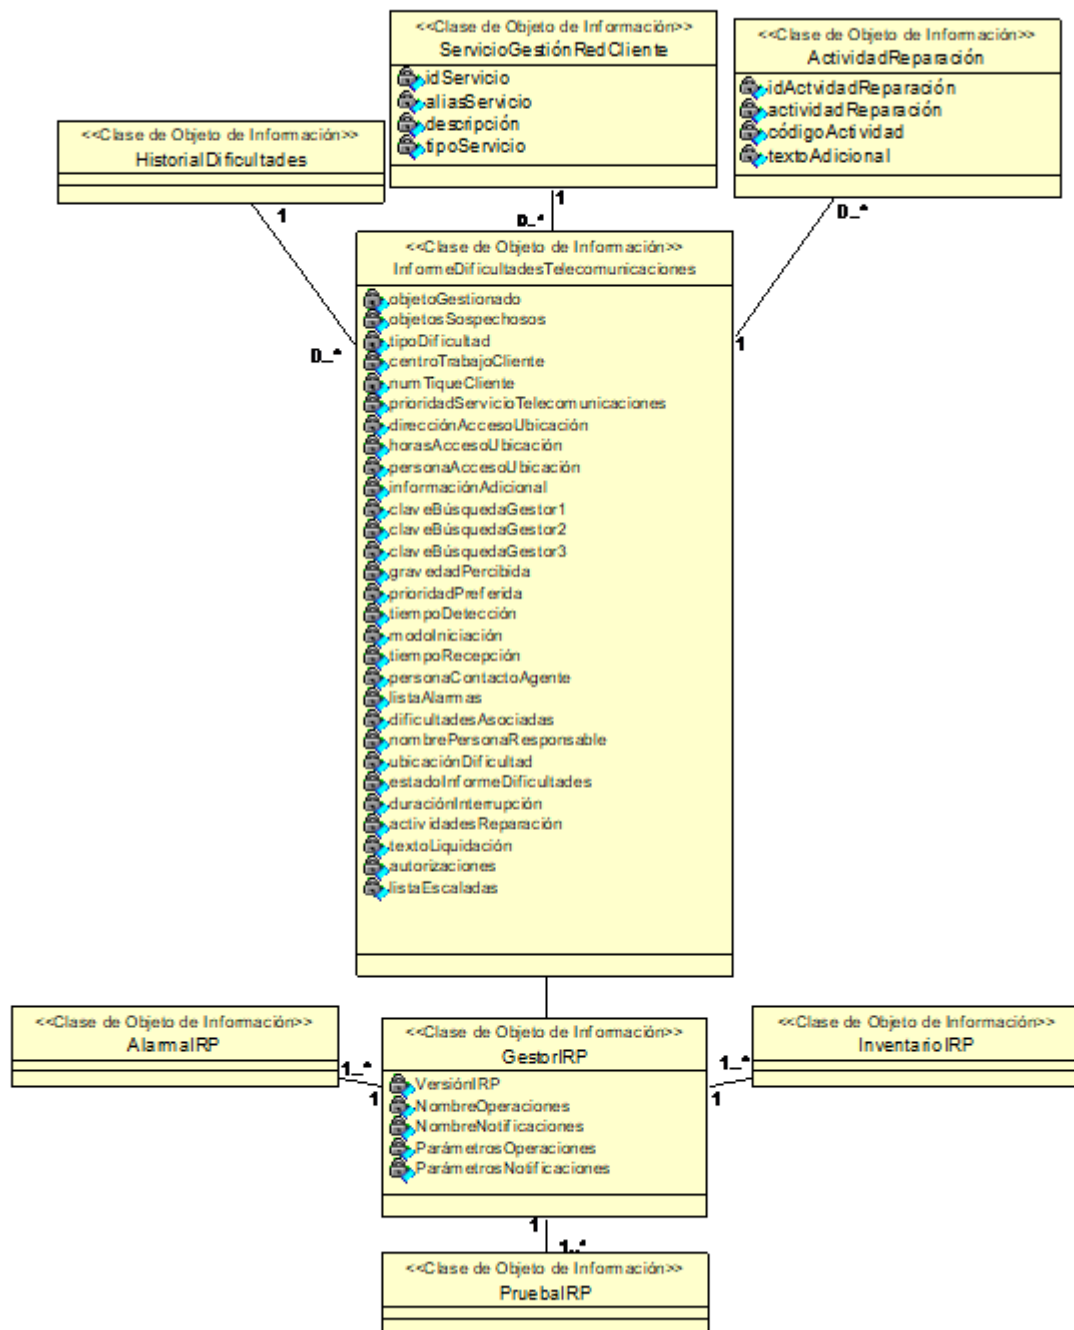 <<Clase de Objeto de Información>>
ServicioGestiónRedCliente
idServicio
aliasServicio
descripción
tipoServicio
<<Clase de Objeto de Información>>
ActividadReparación
idActvidadReparación
actividadReparación
códigoActividad
textoAdicional
<<Clase de Objeto de Información>>
HistorialDificultades
1
1
0..*
0..*
<<Clase de Objeto de Información>>
InformeDificultadesTelecomunicaciones
0..*
1
objetoGestionado
objetosSospechosos
tipoDificultad
centroTrabajoCliente
numTiqueCliente
prioridadServicioTelecomunicaciones
direcciónAccesoUbicación
horasAccesoUbicación
personaAccesoUbicación
informaciónAdicional
claveBúsquedaGestor1
claveBúsquedaGestor2
claveBúsquedaGestor3
gravedadPercibida
prioridadPreferida
tiempoDetección
modoIniciación
tiempoRecepción
personaContactoAgente
listaAlarmas
dificultadesAsociadas
nombrePersonaResponsable
ubicaciónDificultad
estadoInformeDificultades
duraciónInterrupción
actividadesReparación
textoLiquidación
autorizaciones
listaEscaladas
<<Clase de Objeto de Información>>
AlarmaIRP
1..*
1
<<Clase de Objeto de Información>>
GestorIRP
VersiónIRP
NombreOperaciones
NombreNotificaciones
ParámetrosOperaciones
ParámetrosNotificaciones
<<Clase de Objeto de Información>>
InventarioIRP
1..*
1
1
1..*
<<Clase de Objeto de Información>>
PruebaIRP